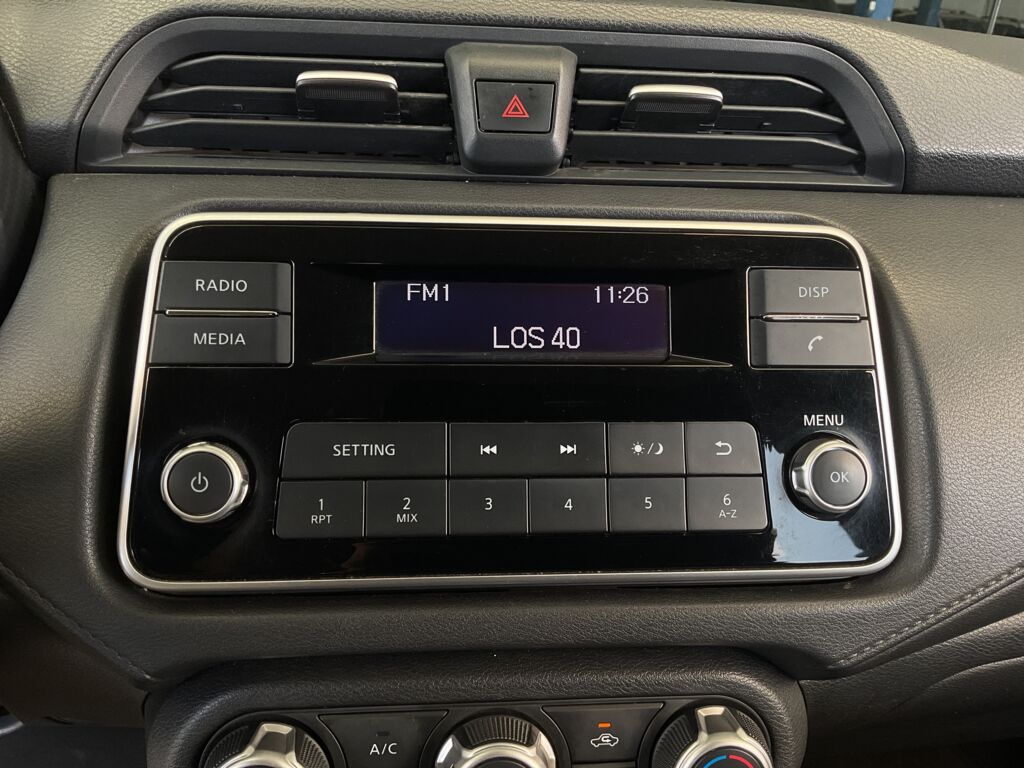 RADIO
MEDIA
FM1 11:26
LOS 40
DISP
SETTING
MENU
OK
1
RPT
2
MIX
3
4
5
6
A-Z
A/C